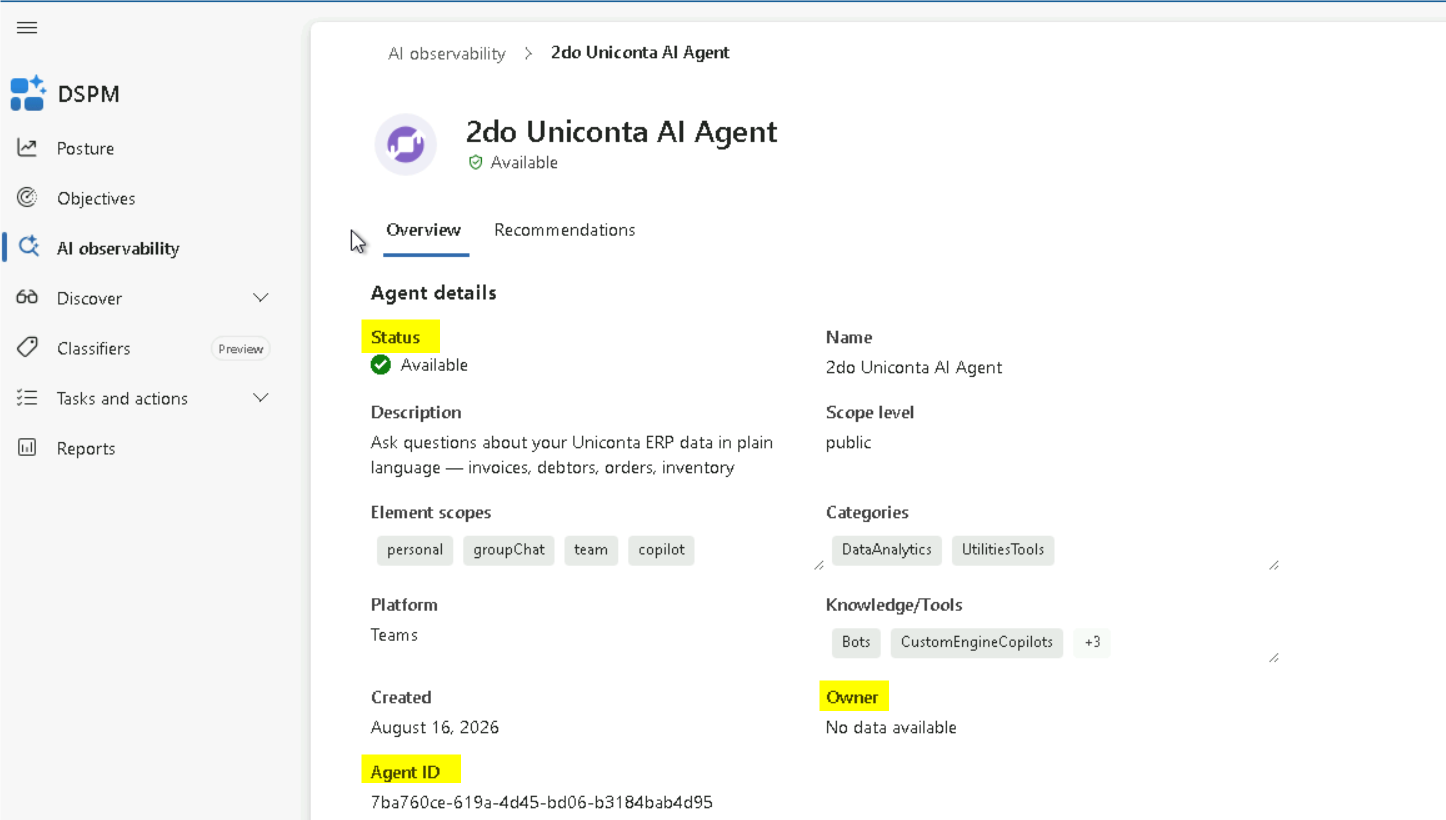 AI observability > 2do Uniconta AI Agent
DSPM
Posture
Objectives
AI observability
Discover
Classifiers Preview
Tasks and actions
Reports
2do Uniconta AI Agent
Available
Overview Recommendations
Agent details
Status
Available
Name
2do Uniconta AI Agent
Description
Ask questions about your Uniconta ERP data in plain
language — invoices, debtors, orders, inventory
Scope level
public
Element scopes
personal groupChat team copilot
Categories
DataAnalytics UtilitiesTools
Platform
Teams
Knowledge/Tools
Bots CustomEngineCopilots +3
Created
August 16, 2026
Owner
No data available
Agent ID
7ba760ce-619a-4d45-bd06-b3184bab4d95